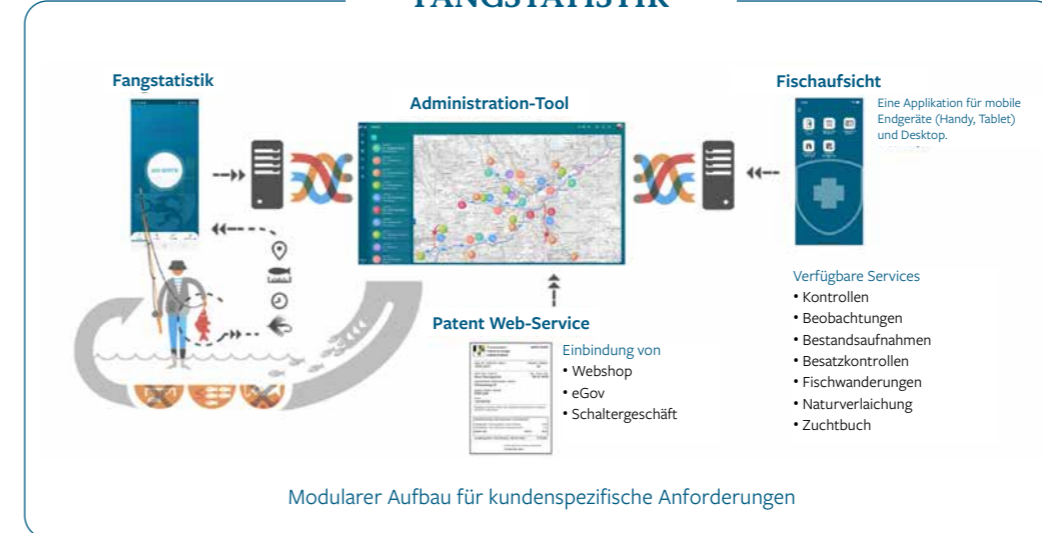 FANGSTATISTIK
Fangstatistik
Administration-Tool
Fischaufsicht
Eine Applikation für mobile
Endgeräte (Handy, Tablet)
und Desktop.
Verfügbare Services
• Kontrollen
• Beobachtungen
• Bestandsaufnahmen
• Besatzkontrollen
• Fischwanderungen
• Naturverlaichung
• Zuchtbuch
Patent Web-Service
Einbindung von
• Webshop
• eGov
• Schaltergeschäft
Modularer Aufbau für kundenspezifische Anforderungen